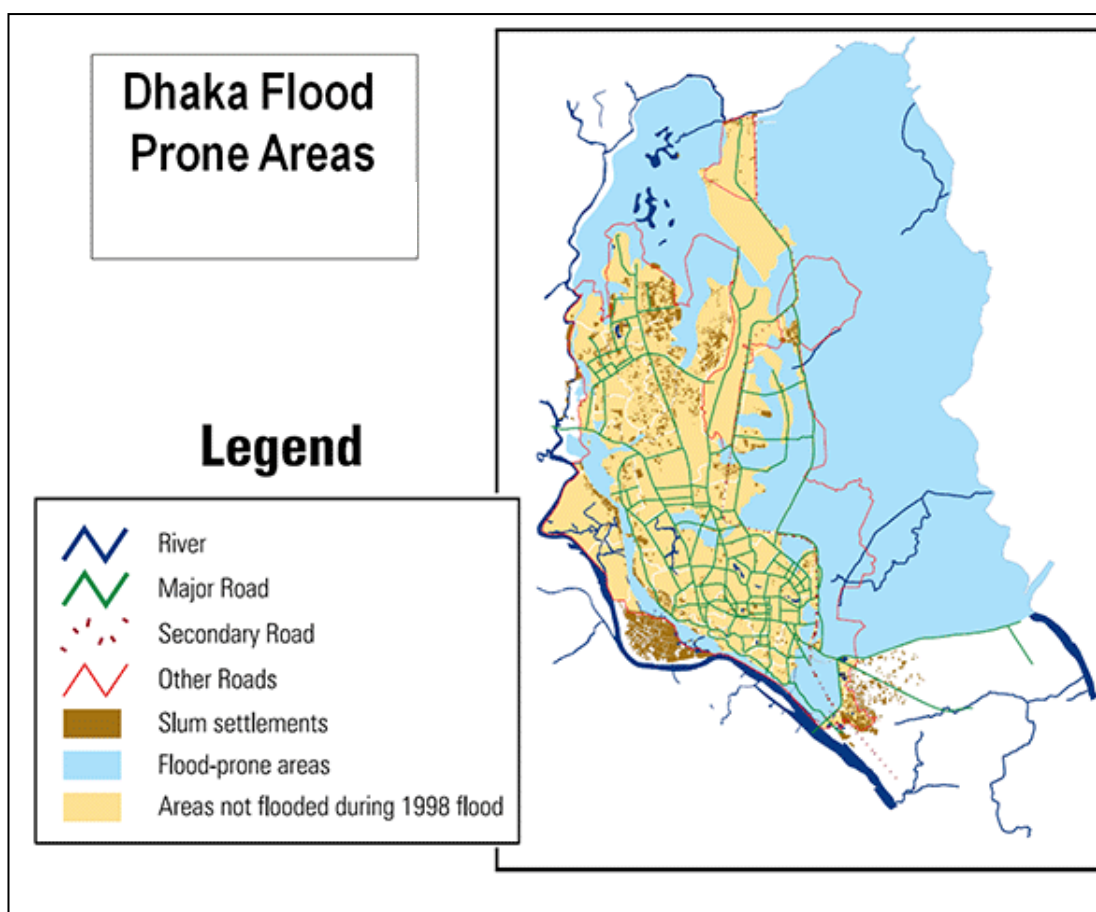 Dhaka Flood
Prone Areas
Legend
River
Major Road
Secondary Road
Other Roads
Slum settlements
Flood-prone areas
Areas not flooded during 1998 flood